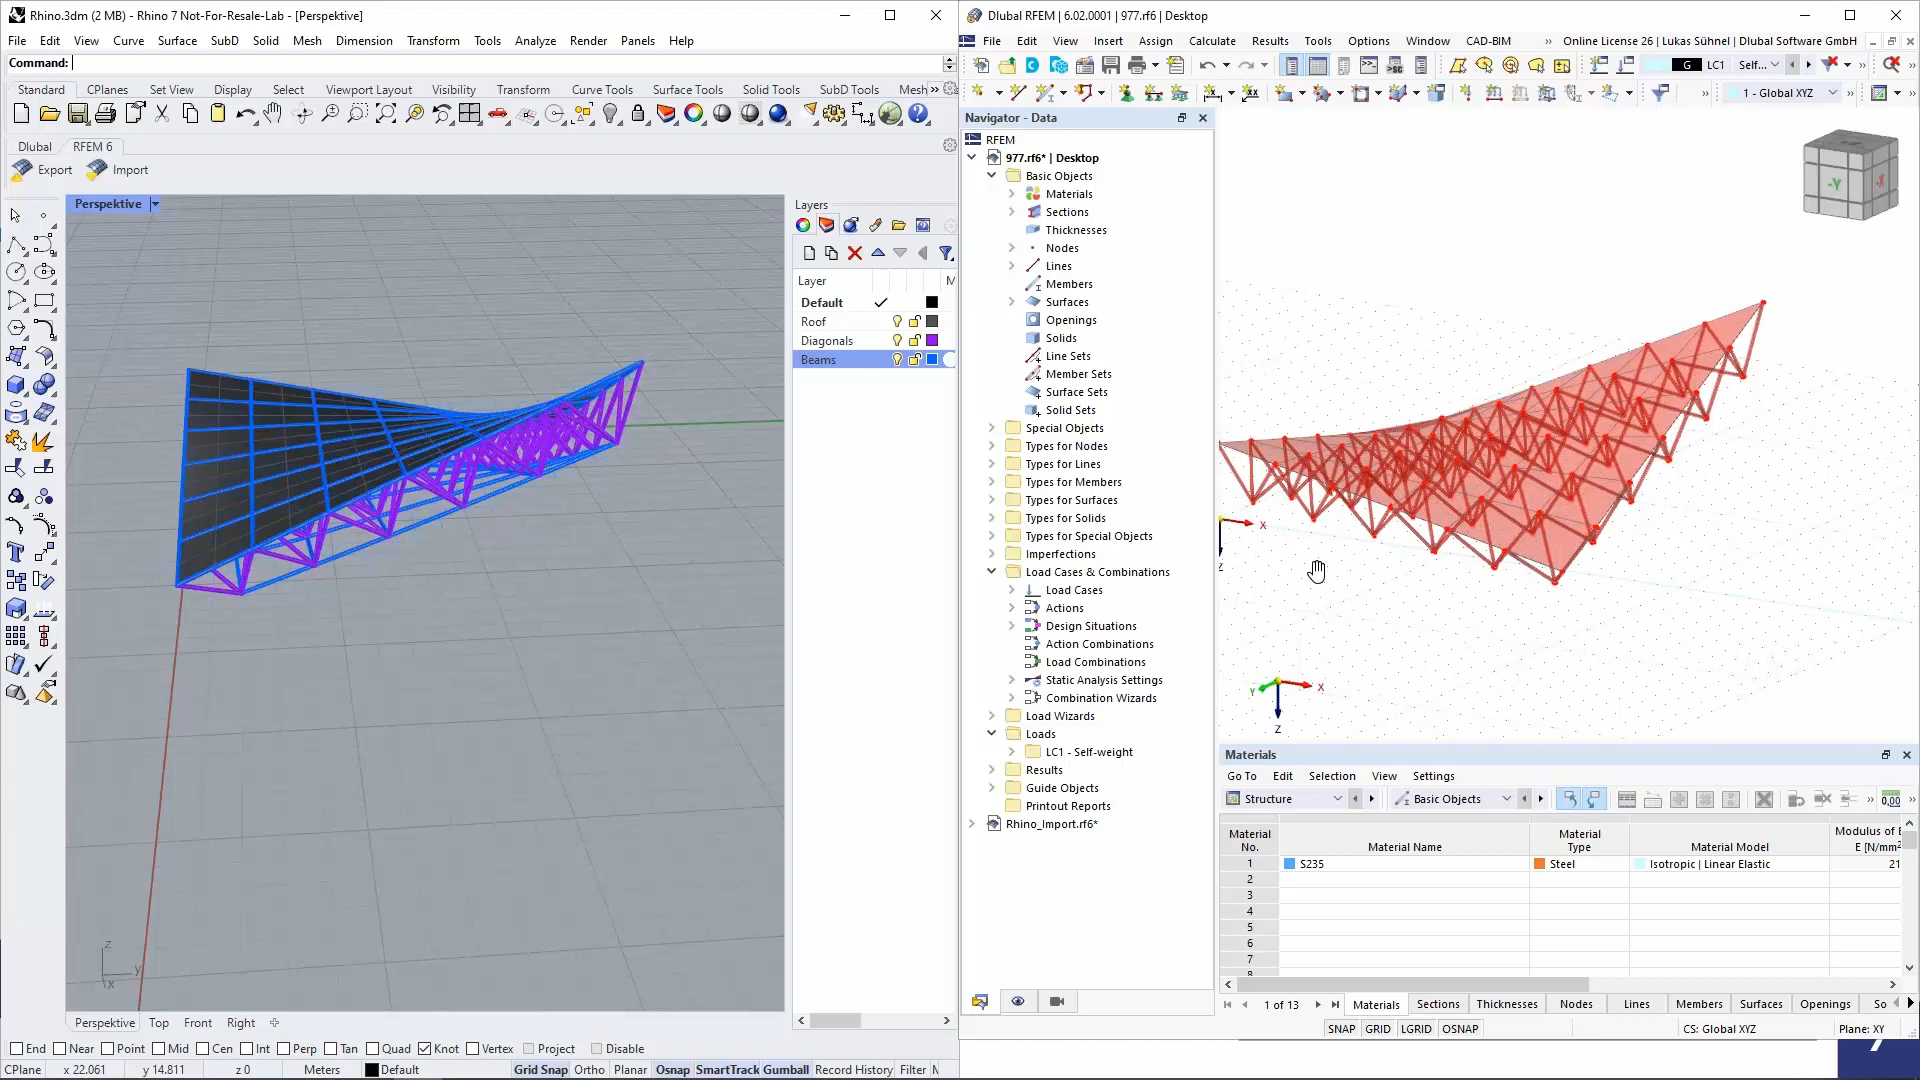 Rhino.3dm (2 MB) - Rhino 7 Not-For-Resale-Lab - [Perspektive]
File Edit View Curve Surface SubD Solid Mesh Dimension Transform Tools Analyze Render Panels Help
Command:
Standard CPlanes Set View Display Select Viewport Layout Visibility Transform Curve Tools Surface Tools Solid Tools SubD Tools Mesh »
Dlubal RFEM 6
Export Import
Perspektive
Layers
Layer M
Default
Roof
Diagonals
Beams
z
y
x
Perspektive Top Front Right
End Near Point Mid Cen Int Perp Tan Quad Knot Vertex Project Disable
CPlane x 22.061 y 14.811 z 0 Meters Default Grid Snap Ortho Planar Osnap SmartTrack Gumball Record History Filter
Dlubal RFEM | 6.02.0001 | 977.rf6 | Desktop
File Edit View Insert Assign Calculate Results Tools Options Window CAD-BIM » Online License 26 | Lukas Sühnel | Dlubal Software GmbH
G LC1 Self...
1 - Global XYZ
Navigator - Data
RFEM
977.rf6* | Desktop
Basic Objects
Materials
Sections
Thicknesses
Nodes
Lines
Members
Surfaces
Openings
Solids
Line Sets
Member Sets
Surface Sets
Solid Sets
Special Objects
Types for Nodes
Types for Lines
Types for Members
Types for Surfaces
Types for Solids
Types for Special Objects
Imperfections
Load Cases & Combinations
Load Cases
Actions
Design Situations
Action Combinations
Load Combinations
Static Analysis Settings
Combination Wizards
Load Wizards
Loads
LC1 - Self-weight
Results
Guide Objects
Printout Reports
Rhino_Import.rf6*
-Y -X
X
Z
Y X
Z
Materials
Go To Edit Selection View Settings
Structure Basic Objects 0,00
Material No. Material Name Material Type Material Model Modulus of E E [N/mm²
1 S235 Steel Isotropic | Linear Elastic 21
2
3
4
5
6
7
8
1 of 13 Materials Sections Thicknesses Nodes Lines Members Surfaces Openings So
SNAP GRID LGRID OSNAP CS: Global XYZ Plane: XY